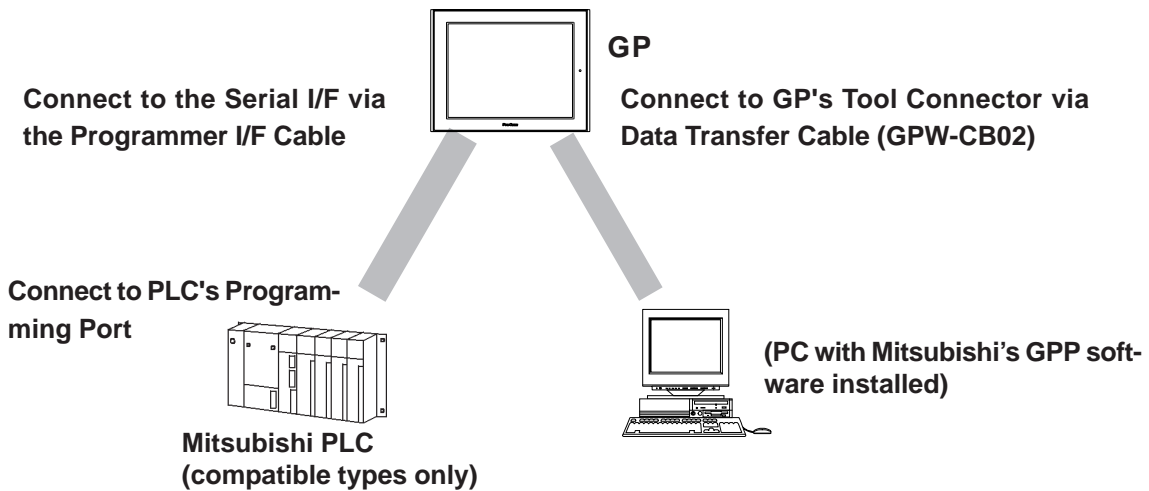 GP
Connect to the Serial I/F via
the Programmer I/F Cable
Connect to GP's Tool Connector via
Data Transfer Cable (GPW-CB02)
Connect to PLC's Program-
ming Port
Mitsubishi PLC
(compatible types only)
(PC with Mitsubishi’s GPP soft-
ware installed)